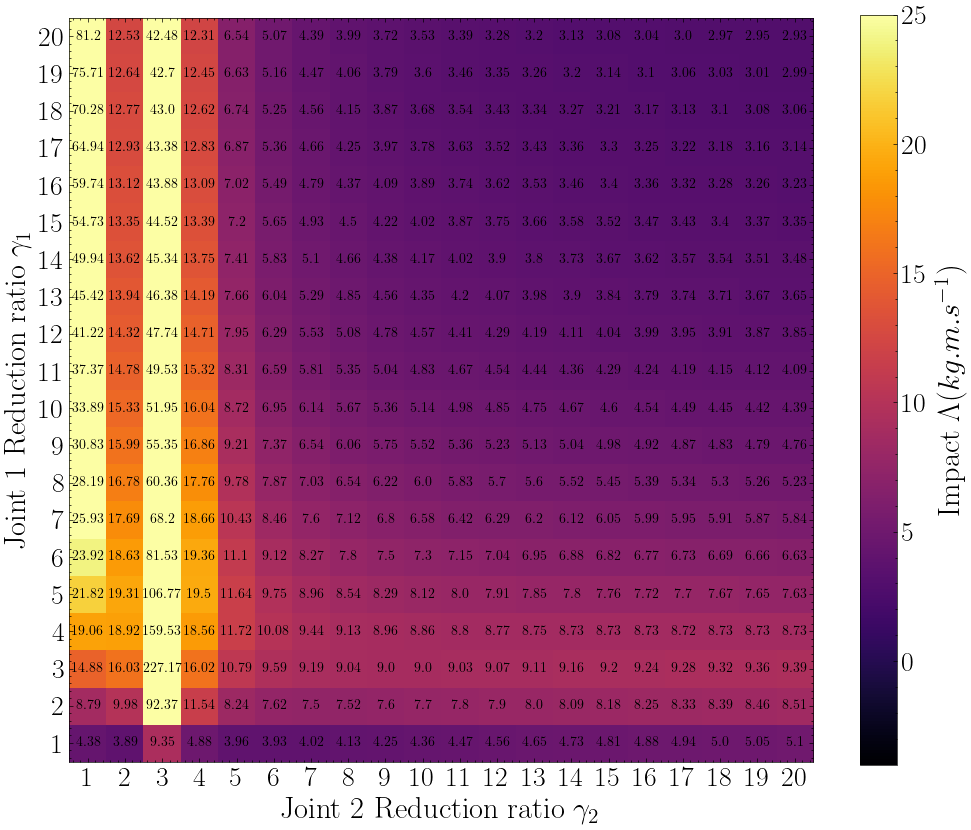 20 81.2 12.53 42.48 12.31 6.54 5.07 4.39 3.99 3.72 3.53 3.39 3.28 3.2 3.13 3.08 3.04 3.0 2.97 2.95 2.93
19 75.71 12.64 42.7 12.45 6.63 5.16 4.47 4.06 3.79 3.6 3.46 3.35 3.26 3.2 3.14 3.1 3.06 3.03 3.01 2.99
18 70.28 12.77 43.0 12.62 6.74 5.25 4.56 4.15 3.87 3.68 3.54 3.43 3.34 3.27 3.21 3.17 3.13 3.1 3.08 3.06
17 64.94 12.93 43.38 12.83 6.87 5.36 4.66 4.25 3.97 3.78 3.63 3.52 3.43 3.36 3.3 3.25 3.22 3.18 3.16 3.14
16 59.74 13.12 43.88 13.09 7.02 5.49 4.79 4.37 4.09 3.89 3.74 3.62 3.53 3.46 3.4 3.36 3.32 3.28 3.26 3.23
15 54.73 13.35 44.52 13.39 7.2 5.65 4.93 4.5 4.22 4.02 3.87 3.75 3.66 3.58 3.52 3.47 3.43 3.4 3.37 3.35
14 49.94 13.62 45.34 13.75 7.41 5.83 5.1 4.66 4.38 4.17 4.02 3.9 3.8 3.73 3.67 3.62 3.57 3.54 3.51 3.48
13 45.42 13.94 46.38 14.19 7.66 6.04 5.29 4.85 4.56 4.35 4.2 4.07 3.98 3.9 3.84 3.79 3.74 3.71 3.67 3.65
12 41.22 14.32 47.74 14.71 7.95 6.29 5.53 5.08 4.78 4.57 4.41 4.29 4.19 4.11 4.04 3.99 3.95 3.91 3.87 3.85
11 37.37 14.78 49.53 15.32 8.31 6.59 5.81 5.35 5.04 4.83 4.67 4.54 4.44 4.36 4.29 4.24 4.19 4.15 4.12 4.09
10 33.89 15.33 51.95 16.04 8.72 6.95 6.14 5.67 5.36 5.14 4.98 4.85 4.75 4.67 4.6 4.54 4.49 4.45 4.42 4.39
9 30.83 15.99 55.35 16.86 9.21 7.37 6.54 6.06 5.75 5.52 5.36 5.23 5.13 5.04 4.98 4.92 4.87 4.83 4.79 4.76
8 28.19 16.78 60.36 17.76 9.78 7.87 7.03 6.54 6.22 6.0 5.83 5.7 5.6 5.52 5.45 5.39 5.34 5.3 5.26 5.23
7 25.93 17.69 68.2 18.66 10.43 8.46 7.6 7.12 6.8 6.58 6.42 6.29 6.2 6.12 6.05 5.99 5.95 5.91 5.87 5.84
6 23.92 18.63 81.53 19.36 11.1 9.12 8.27 7.8 7.5 7.3 7.15 7.04 6.95 6.88 6.82 6.77 6.73 6.69 6.66 6.63
5 21.82 19.31 106.77 19.5 11.64 9.75 8.96 8.54 8.29 8.12 8.0 7.91 7.85 7.8 7.76 7.72 7.7 7.67 7.65 7.63
4 19.06 18.92 159.53 18.56 11.72 10.08 9.44 9.13 8.96 8.86 8.8 8.77 8.75 8.73 8.73 8.73 8.72 8.73 8.73 8.73
3 14.88 16.03 227.17 16.02 10.79 9.59 9.19 9.04 9.0 9.0 9.03 9.07 9.11 9.16 9.2 9.24 9.28 9.32 9.36 9.39
2 8.79 9.98 92.37 11.54 8.24 7.62 7.5 7.52 7.6 7.7 7.8 7.9 8.0 8.09 8.18 8.25 8.33 8.39 8.46 8.51
1 4.38 3.89 9.35 4.88 3.96 3.93 4.02 4.13 4.25 4.36 4.47 4.56 4.65 4.73 4.81 4.88 4.94 5.0 5.05 5.1
1 2 3 4 5 6 7 8 9 10 11 12 13 14 15 16 17 18 19 20
Joint 2 Reduction ratio γ₂
Joint 1 Reduction ratio γ₁
25
20
15
10
5
0
Impact Λ(kg.m.s⁻¹)